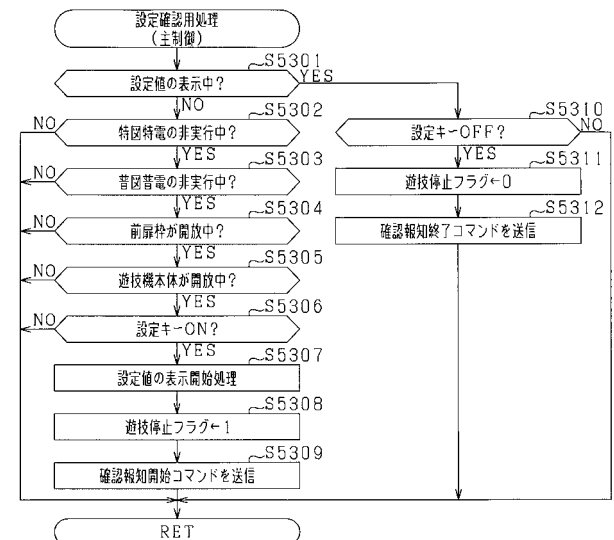 設定確認用処理
(主制御)
S5301
設定値の表示中?
YES
NO
S5302
特図特電の非実行中?
NO
YES
S5303
普図普電の非実行中?
NO
YES
S5304
前扉枠が開放中?
NO
YES
S5305
遊技機本体が開放中?
NO
YES
S5306
設定キーON?
NO
YES
S5307
設定値の表示開始処理
S5308
遊技停止フラグ←1
S5309
確認報知開始コマンドを送信
S5310
設定キーOFF?
NO
YES
S5311
遊技停止フラグ←0
S5312
確認報知終了コマンドを送信
RET